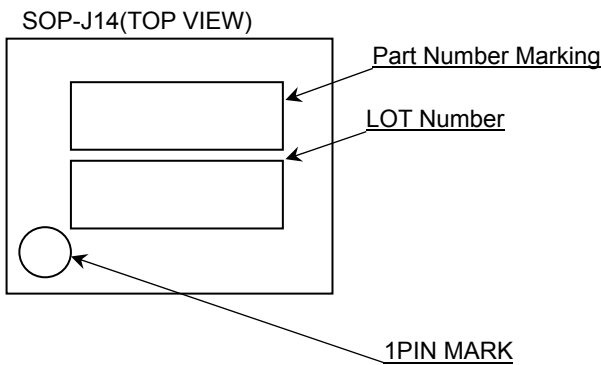 SOP-J14(TOP VIEW)
Part Number Marking
LOT Number
1PIN MARK